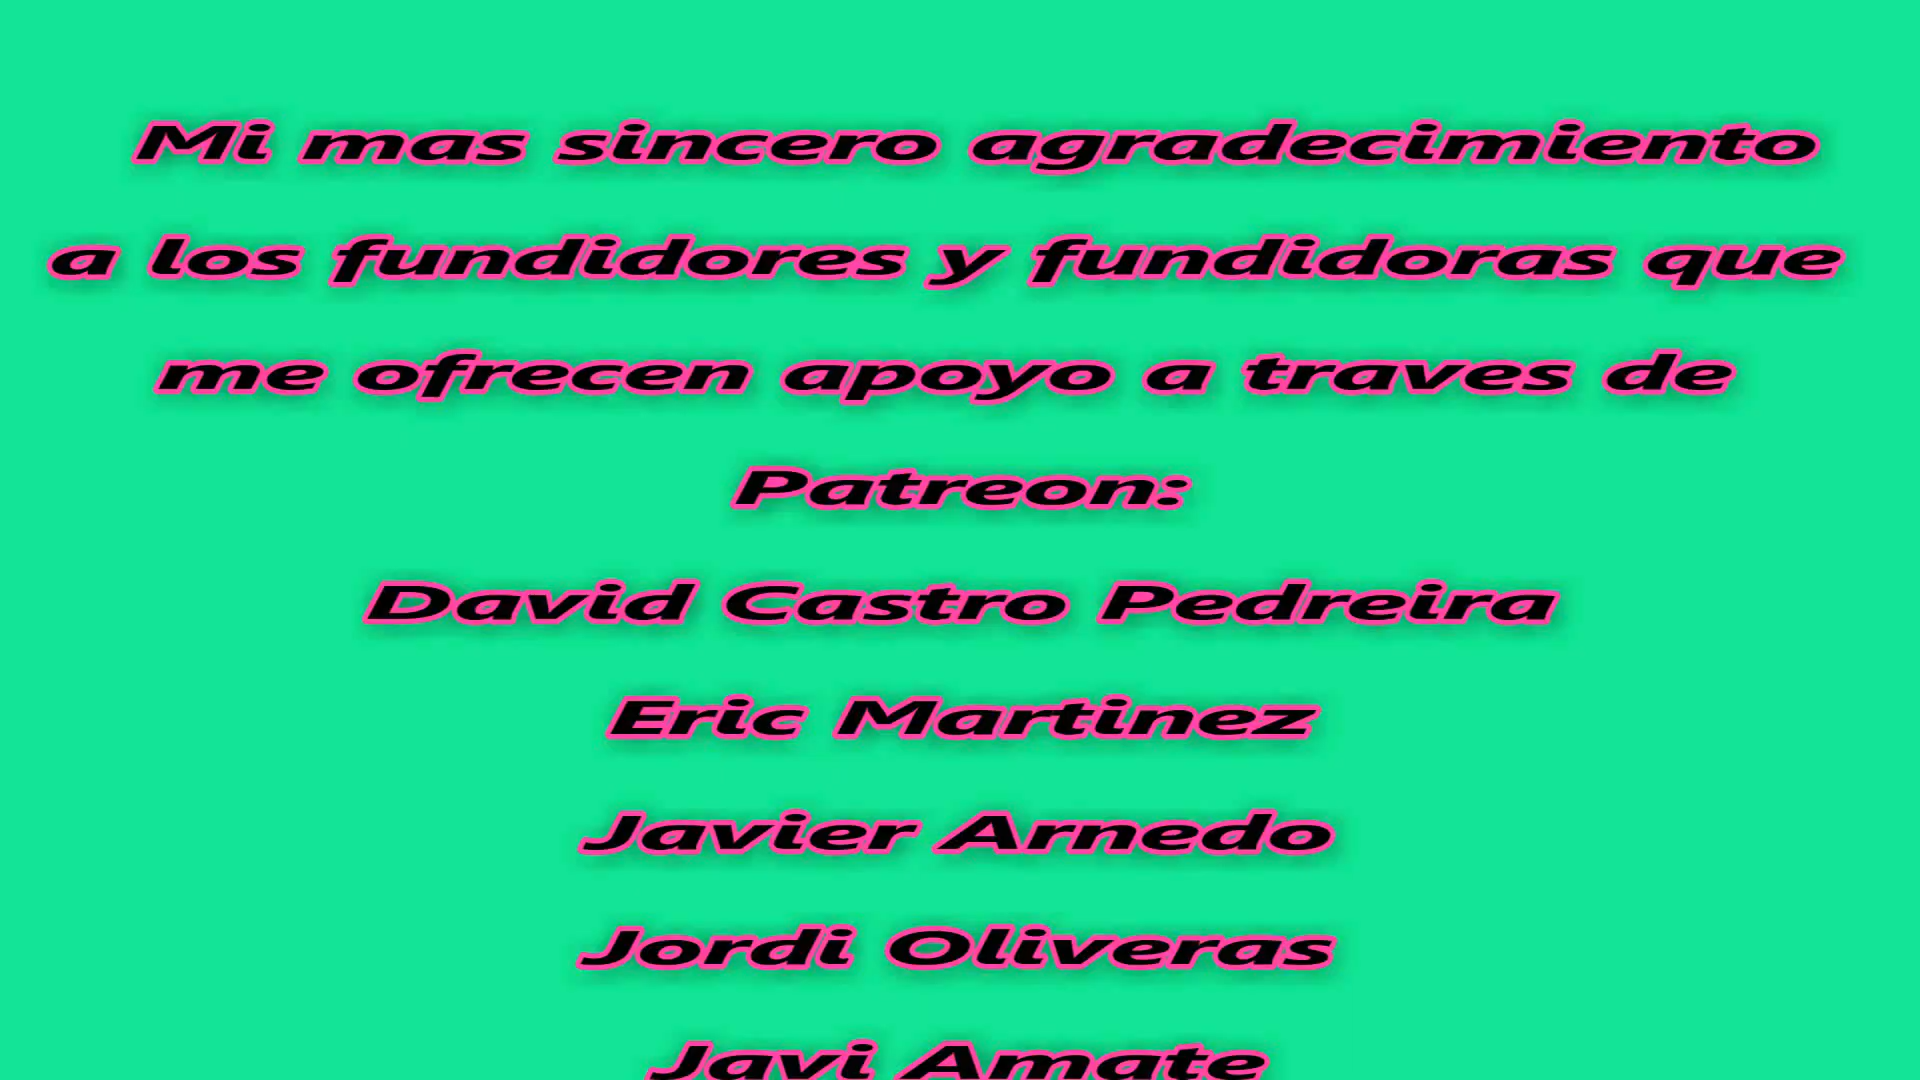 Mi mas sincero agradecimiento
a los fundidores y fundidoras que
me ofrecen apoyo a traves de
Patreon:
David Castro Pedreira
Eric Martinez
Javier Arnedo
Jordi Oliveras
Javi Amate